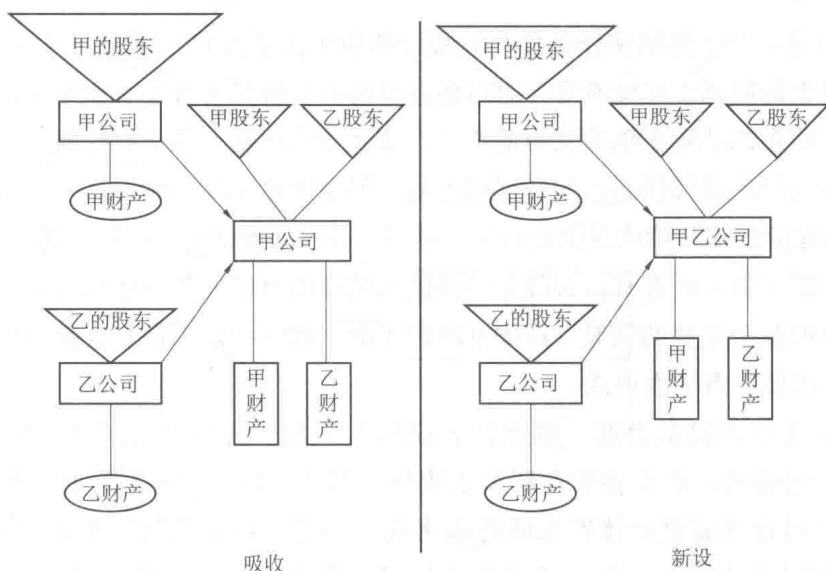 甲的股东
甲公司
甲股东
乙股东
甲财产
甲公司
乙的股东
乙公司
甲财产
乙财产
乙财产
吸收
甲的股东
甲公司
甲股东
乙股东
甲财产
甲乙公司
乙的股东
乙公司
甲财产
乙财产
乙财产
新设